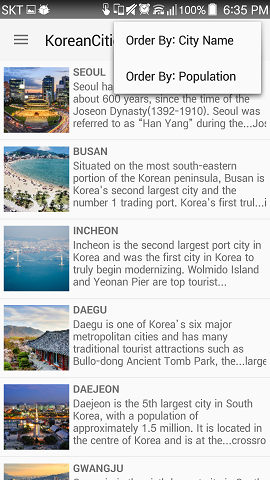 SKT
100%
6:35 PM
KoreanCiti
Order By: City Name
Order By: Population
SEOUL
Seoul ha
about 600 years, since the time of the
Joseon Dynasty(1392-1910). Seoul was
referred to as “Han Yang” during the...Jos
BUSAN
Situated on the most south-eastern
portion of the Korean peninsula, Busan is
Korea's second largest city and the
number 1 trading port. Korea's first trul...i
INCHEON
Incheon is the second largest port city in
Korea and was the first city in Korea to
truly begin modernizing. Wolmido Island
and Yeonan Pier are top tourist...
DAEGU
Daegu is one of Korea's six major
metropolitan cities and has many
traditional tourist attractions such as
Bullo-dong Ancient Tomb Park, the...large
DAEJEON
Daejeon is the 5th largest city in South
Korea, with a population of
approximately 1.5 million. It is located in
the centre of Korea and is at the...crossro
GWANGJU